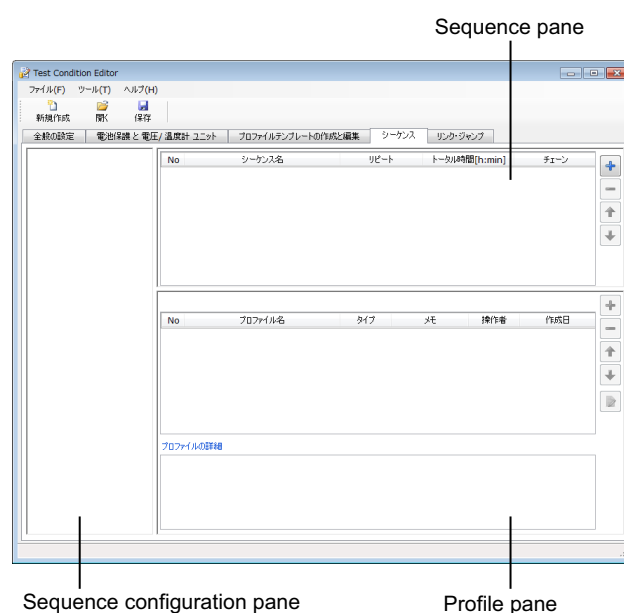 Sequence pane
Test Condition Editor
ファイル(F) ツール(T) ヘルプ(H)
新規作成 開く 保存
全般の設定 電池保護 と 電圧/ 温度計 ユニット プロファイルテンプレートの作成と編集 シーケンス リンク・ジャンプ
No シーケンス名 リピート トータル時間[h:min] チェーン
No プロファイル名 タイプ メモ 操作者 作成日
プロファイルの詳細
Sequence configuration pane Profile pane